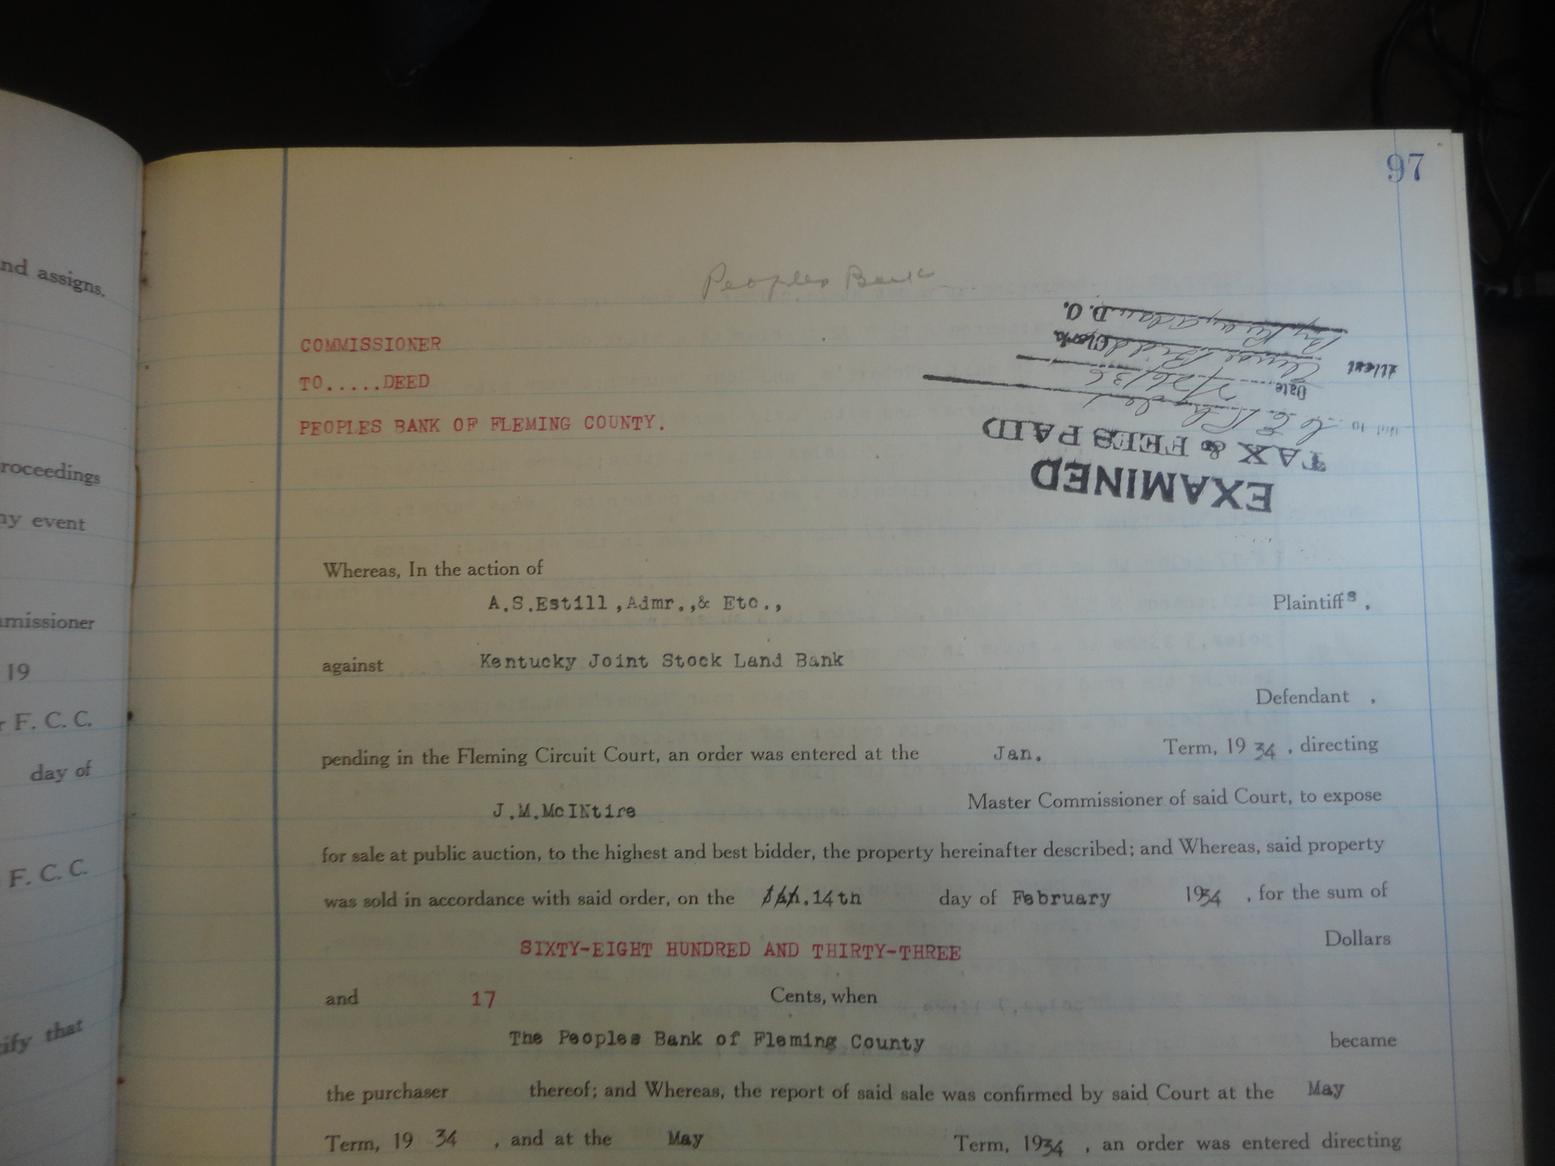 97
Peoples Bank
COMMISSIONER
TO.....DEED
PEOPLES BANK OF FLEMING COUNTY.
EXAMINED
TAX & FEES PAID
Date 7/26/36
Clerk
D.C.
Whereas, In the action of
A.S.Estill ,Admr.,& Etc., Plaintiffs ,
against Kentucky Joint Stock Land Bank
Defendant ,
pending in the Fleming Circuit Court, an order was entered at the Jan. Term, 19 34 , directing
J.M.McINtire Master Commissioner of said Court, to expose
for sale at public auction, to the highest and best bidder, the property hereinafter described; and Whereas, said property
was sold in accordance with said order, on the 14th day of February 1934 , for the sum of
SIXTY-EIGHT HUNDRED AND THIRTY-THREE Dollars
and 17 Cents, when
The Peoples Bank of Fleming County became
the purchaser thereof; and Whereas, the report of said sale was confirmed by said Court at the May
Term, 19 34 , and at the May Term, 1934 , an order was entered directing
nd assigns.
roceedings
ny event
mmissioner
19
r F. C. C.
day of
F. C. C.
ify that